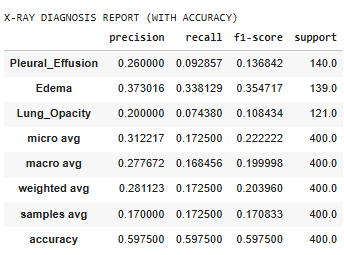 X-RAY DIAGNOSIS REPORT (WITH ACCURACY)
precision recall f1-score support
Pleural_Effusion 0.260000 0.092857 0.136842 140.0
Edema 0.373016 0.338129 0.354717 139.0
Lung_Opacity 0.200000 0.074380 0.108434 121.0
micro avg 0.312217 0.172500 0.222222 400.0
macro avg 0.277672 0.168456 0.199998 400.0
weighted avg 0.281123 0.172500 0.203960 400.0
samples avg 0.170000 0.172500 0.170833 400.0
accuracy 0.597500 0.597500 0.597500 400.0